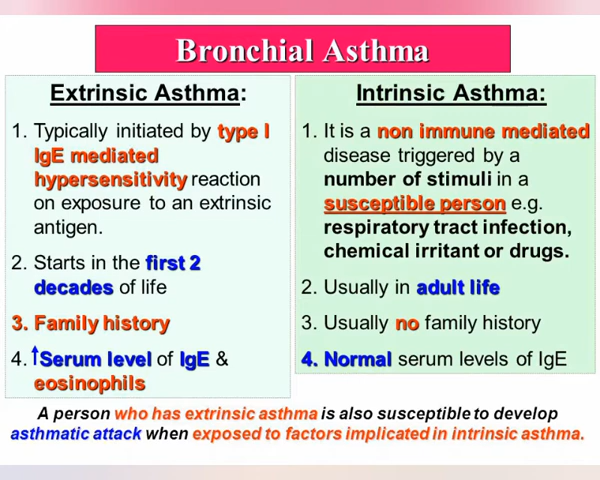 Bronchial Asthma
Extrinsic Asthma:
1. Typically initiated by type I
IgE mediated
hypersensitivity reaction
on exposure to an extrinsic
antigen.
2. Starts in the first 2
decades of life
3. Family history
4. ↑Serum level of IgE &
eosinophils
Intrinsic Asthma:
1. It is a non immune mediated
disease triggered by a
number of stimuli in a
susceptible person e.g.
respiratory tract infection,
chemical irritant or drugs.
2. Usually in adult life
3. Usually no family history
4. Normal serum levels of IgE
A person who has extrinsic asthma is also susceptible to develop
asthmatic attack when exposed to factors implicated in intrinsic asthma.